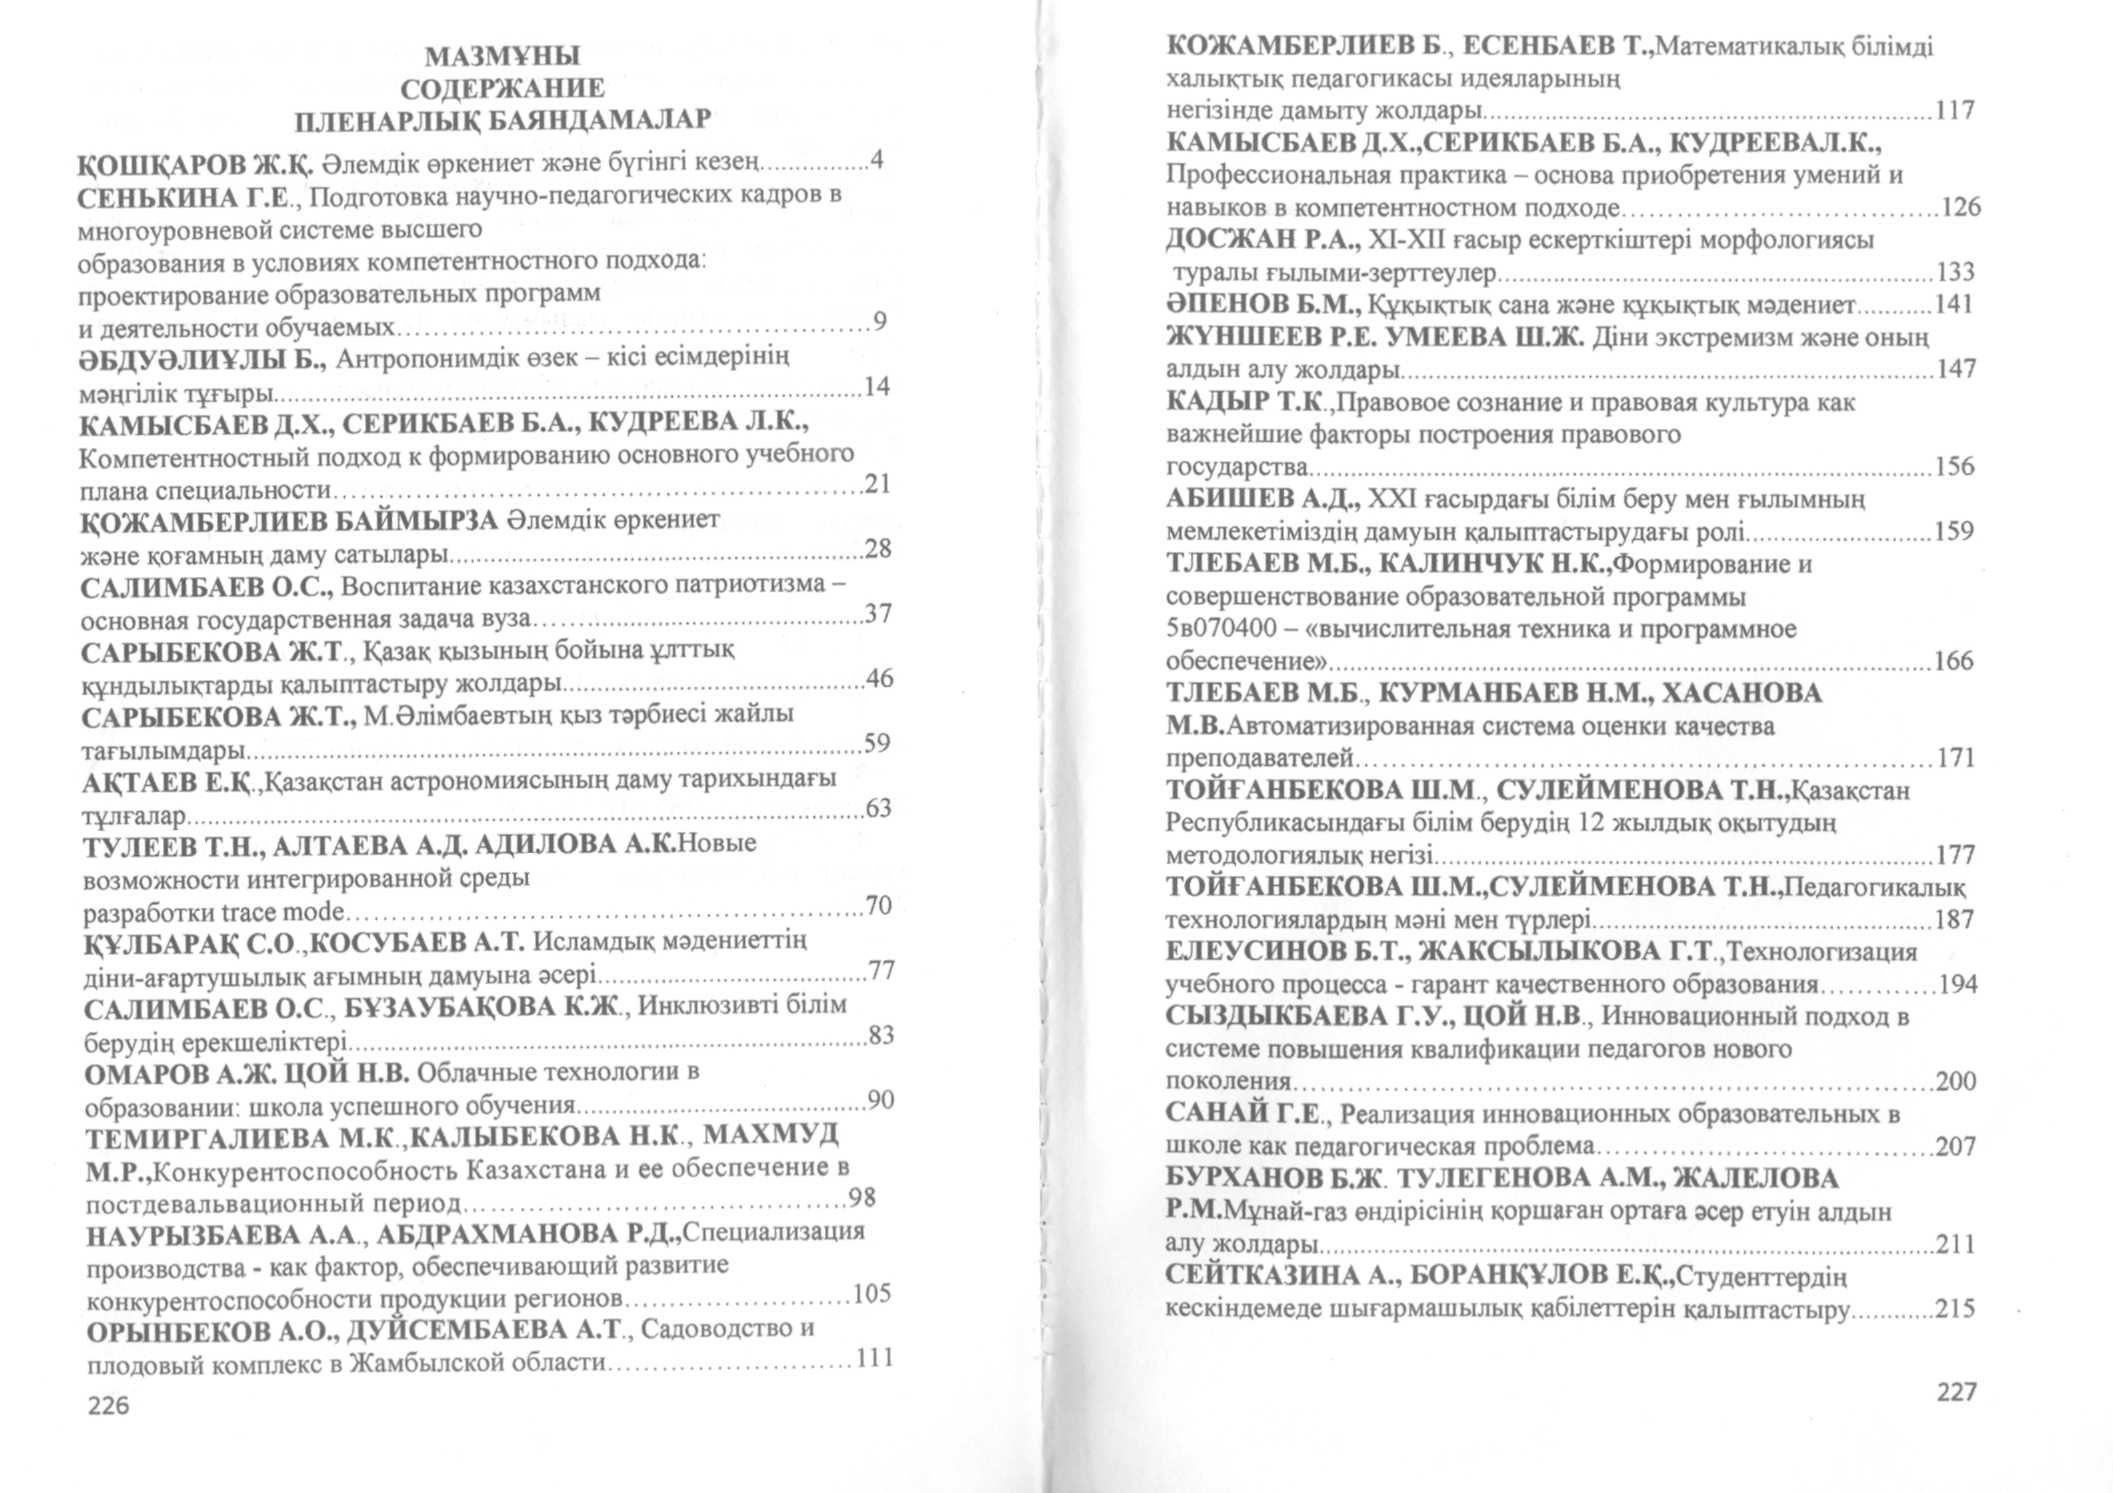 МАЗМҰНЫ
СОДЕРЖАНИЕ
ПЛЕНАРЛЫҚ БАЯНДАМАЛАР
ҚОШҚАРОВ Ж.Қ. Әлемдік өркениет және бүгінгі кезең..............4
СЕНЬКИНА Г.Е., Подготовка научно-педагогических кадров в
многоуровневой системе высшего
образования в условиях компетентностного подхода:
проектирование образовательных программ
и деятельности обучаемых..............9
ӘБДУӘЛИҰЛЫ Б., Антропонимдік өзек – кісі есімдерінің
мәңгілік тұғыры..............14
КАМЫСБАЕВ Д.Х., СЕРИКБАЕВ Б.А., КУДРЕЕВА Л.К.,
Компетентностный подход к формированию основного учебного
плана специальности..............21
ҚОЖАМБЕРЛИЕВ БАЙМЫРЗА Әлемдік өркениет
және қоғамның даму сатылары..............28
САЛИМБАЕВ О.С., Воспитание казахстанского патриотизма –
основная государственная задача вуза..............37
САРЫБЕКОВА Ж.Т., Қазақ қызының бойына ұлттық
құндылықтарды қалыптастыру жолдары..............46
САРЫБЕКОВА Ж.Т., М.Әлімбаевтың қыз тәрбиесі жайлы
тағылымдары..............59
АҚТАЕВ Е.Қ.,Қазақстан астрономиясының даму тарихындағы
тұлғалар..............63
ТУЛЕЕВ Т.Н., АЛТАЕВА А.Д. АДИЛОВА А.К.Новые
возможности интегрированной среды
разработки trace mode..............70
ҚҰЛБАРАҚ С.О.,КОСУБАЕВ А.Т. Исламдық мәдениеттің
діни-ағартушылық ағымның дамуына әсері..............77
САЛИМБАЕВ О.С., БҰЗАУБАҚОВА К.Ж., Инклюзивті білім
берудің ерекшеліктері..............83
ОМАРОВ А.Ж. ЦОЙ Н.В. Облачные технологии в
образовании: школа успешного обучения..............90
ТЕМИРГАЛИЕВА М.К.,КАЛЫБЕКОВА Н.К., МАХМУД
М.Р.,Конкурентоспособность Казахстана и ее обеспечение в
постдевальвационный период..............98
НАУРЫЗБАЕВА А.А., АБДРАХМАНОВА Р.Д.,Специализация
производства - как фактор, обеспечивающий развитие
конкурентоспособности продукции регионов..............105
ОРЫНБЕКОВ А.О., ДУЙСЕМБАЕВА А.Т., Садоводство и
плодовый комплекс в Жамбылской области..............111
226
КОЖАМБЕРЛИЕВ Б., ЕСЕНБАЕВ Т.,Математикалық білімді
халықтық педагогикасы идеяларының
негізінде дамыту жолдары..............117
КАМЫСБАЕВ Д.Х.,СЕРИКБАЕВ Б.А., КУДРЕЕВАЛ.К.,
Профессиональная практика – основа приобретения умений и
навыков в компетентностном подходе..............126
ДОСЖАН Р.А., XI-XII ғасыр ескерткіштері морфологиясы
туралы ғылыми-зерттеулер..............133
ӘПЕНОВ Б.М., Құқықтық сана және құқықтық мәдениет..............141
ЖҮНШЕЕВ Р.Е. УМЕЕВА Ш.Ж. Діни экстремизм және оның
алдын алу жолдары..............147
КАДЫР Т.К.,Правовое сознание и правовая культура как
важнейшие факторы построения правового
государства..............156
АБИШЕВ А.Д., XXI ғасырдағы білім беру мен ғылымның
мемлекетіміздің дамуын қалыптастырудағы ролі..............159
ТЛЕБАЕВ М.Б., КАЛИНЧУК Н.К.,Формирование и
совершенствование образовательной программы
5в070400 – «вычислительная техника и программное
обеспечение»..............166
ТЛЕБАЕВ М.Б., КУРМАНБАЕВ Н.М., ХАСАНОВА
М.В.Автоматизированная система оценки качества
преподавателей..............171
ТОЙҒАНБЕКОВА Ш.М., СУЛЕЙМЕНОВА Т.Н.,Қазақстан
Республикасындағы білім берудің 12 жылдық оқытудың
методологиялық негізі..............177
ТОЙҒАНБЕКОВА Ш.М.,СУЛЕЙМЕНОВА Т.Н.,Педагогикалық
технологиялардың мәні мен түрлері..............187
ЕЛЕУСИНОВ Б.Т., ЖАКСЫЛЫКОВА Г.Т.,Технологизация
учебного процесса - гарант качественного образования..............194
СЫЗДЫКБАЕВА Г.У., ЦОЙ Н.В., Инновационный подход в
системе повышения квалификации педагогов нового
поколения..............200
САНАЙ Г.Е., Реализация инновационных образовательных в
школе как педагогическая проблема..............207
БУРХАНОВ Б.Ж. ТУЛЕГЕНОВА А.М., ЖАЛЕЛОВА
Р.М.Мұнай-газ өндірісінің қоршаған ортаға әсер етуін алдын
алу жолдары..............211
СЕЙТКАЗИНА А., БОРАНҚҰЛОВ Е.Қ.,Студенттердің
кескіндемеде шығармашылық қабілеттерін қалыптастыру..............215
227